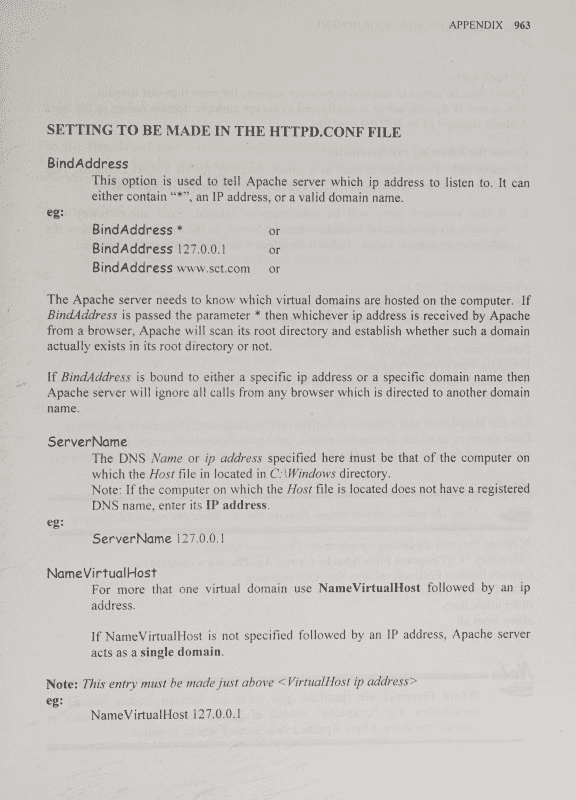 APPENDIX 963
SETTING TO BE MADE IN THE HTTPD.CONF FILE
BindAddress
This option is used to tell Apache server which ip address to listen to. It can
either contain “*”, an IP address, or a valid domain name.
eg:
BindAddress * or
BindAddress 127.0.0.1 or
BindAddress www.sct.com or
The Apache server needs to know which virtual domains are hosted on the computer. If
BindAddress is passed the parameter * then whichever ip address is received by Apache
from a browser, Apache will scan its root directory and establish whether such a domain
actually exists in its root directory or not.
If BindAddress is bound to either a specific ip address or a specific domain name then
Apache server will ignore all calls from any browser which is directed to another domain
name.
ServerName
The DNS Name or ip address specified here must be that of the computer on
which the Host file in located in C:\Windows directory.
Note: If the computer on which the Host file is located does not have a registered
DNS name, enter its IP address.
eg:
ServerName 127.0.0.1
NameVirtualHost
For more that one virtual domain use NameVirtualHost followed by an ip
address.
If NameVirtualHost is not specified followed by an IP address, Apache server
acts as a single domain.
Note: This entry must be made just above <VirtualHost ip address>
eg:
NameVirtualHost 127.0.0.1